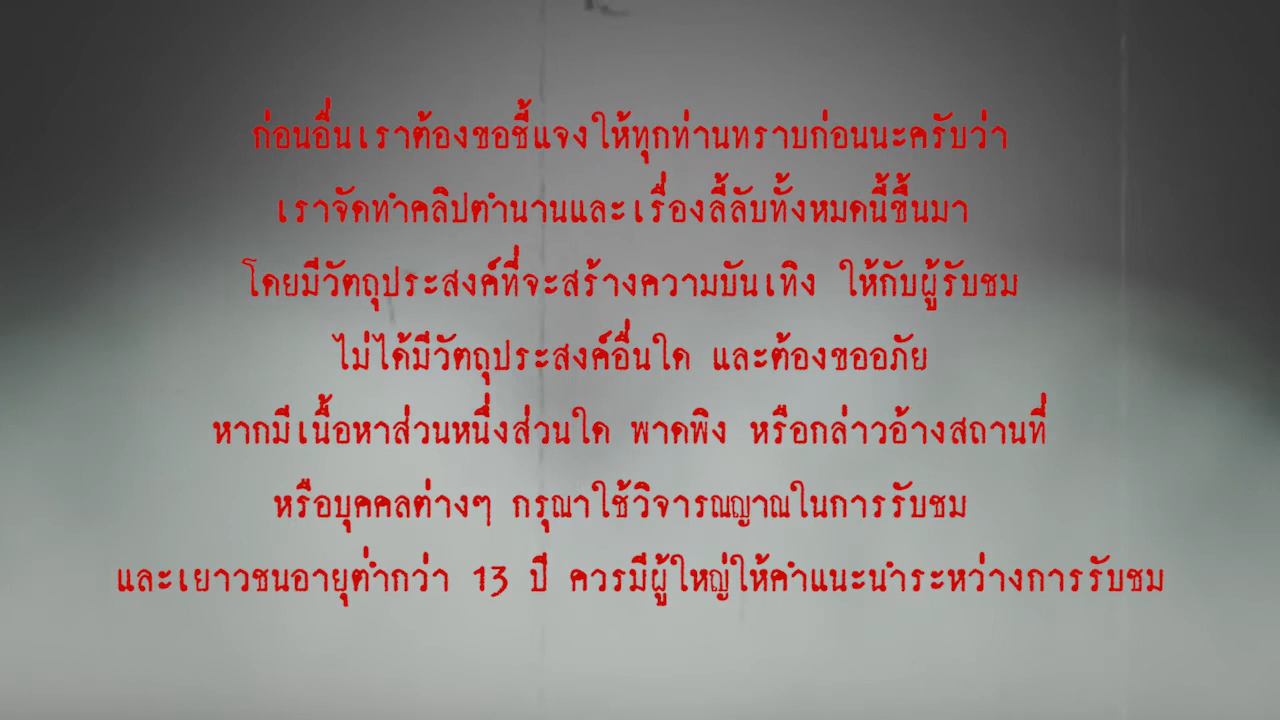 ก่อนอื่นเราต้องขอชี้แจงให้ทุกท่านทราบก่อนนะครับว่า
เราจัดทำคลิปตำนานและเรื่องลี้ลับทั้งหมดนี้ขึ้นมา
โดยมีวัตถุประสงค์ที่จะสร้างความบันเทิง ให้กับผู้รับชม
ไม่ได้มีวัตถุประสงค์อื่นใด และต้องขออภัย
หากมีเนื้อหาส่วนหนึ่งส่วนใด พาดพิง หรือกล่าวอ้างสถานที่
หรือบุคคลต่างๆ กรุณาใช้วิจารณญาณในการรับชม
และเยาวชนอายุต่ำกว่า 13 ปี ควรมีผู้ใหญ่ให้คำแนะนำระหว่างการรับชม